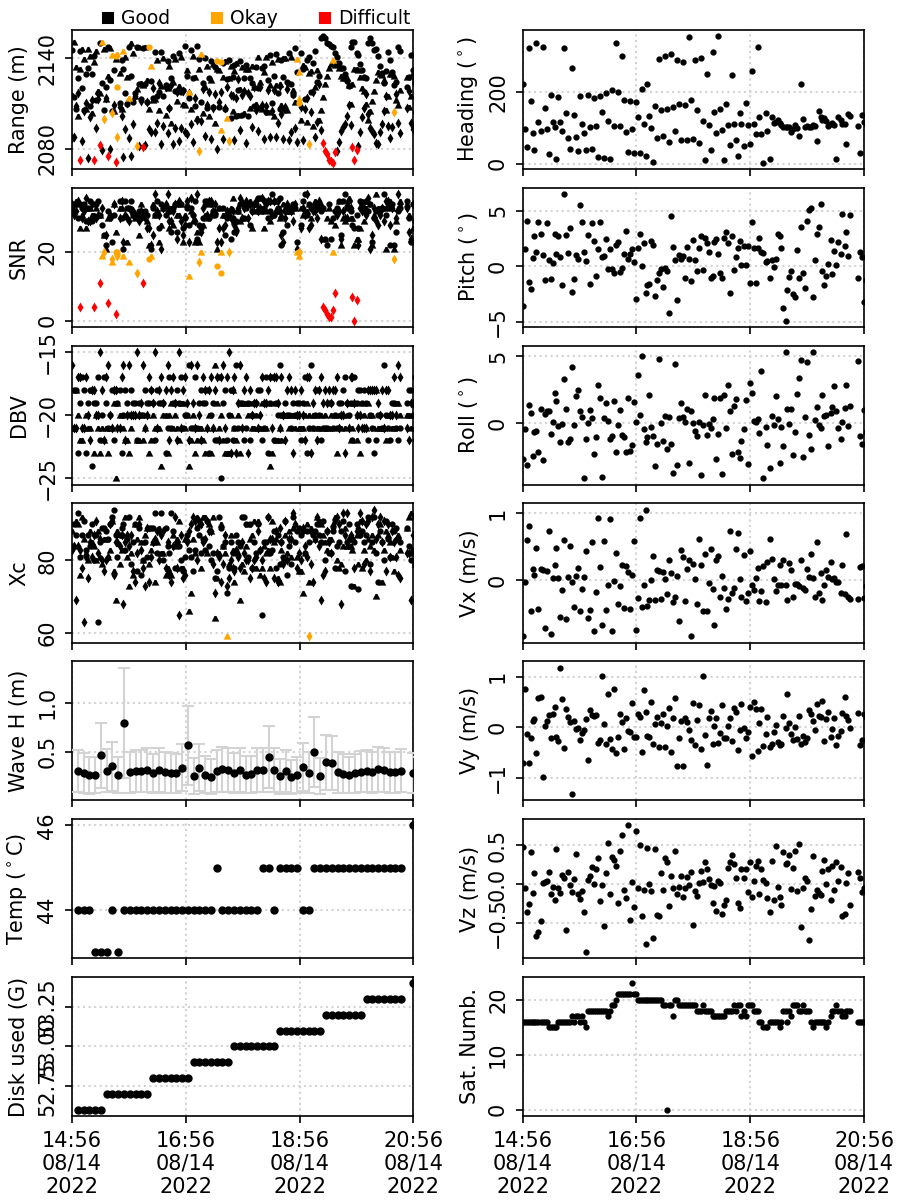 Good Okay Difficult
Range (m)
2140
2080
Heading (°)
200
0
SNR
20
0
Pitch (°)
5
0
−5
DBV
−15
−20
−25
Roll (°)
5
0
Xc
80
60
Vx (m/s)
1
0
Wave H (m)
1.0
0.5
Vy (m/s)
1
0
−1
Temp (°C)
46
44
Vz (m/s)
0.5
0.0
−0.5
Disk used (G)
53.25
53.00
52.75
Sat. Numb.
20
10
0
14:56 16:56 18:56 20:56
08/14 08/14 08/14 08/14
2022 2022 2022 2022
14:56 16:56 18:56 20:56
08/14 08/14 08/14 08/14
2022 2022 2022 2022